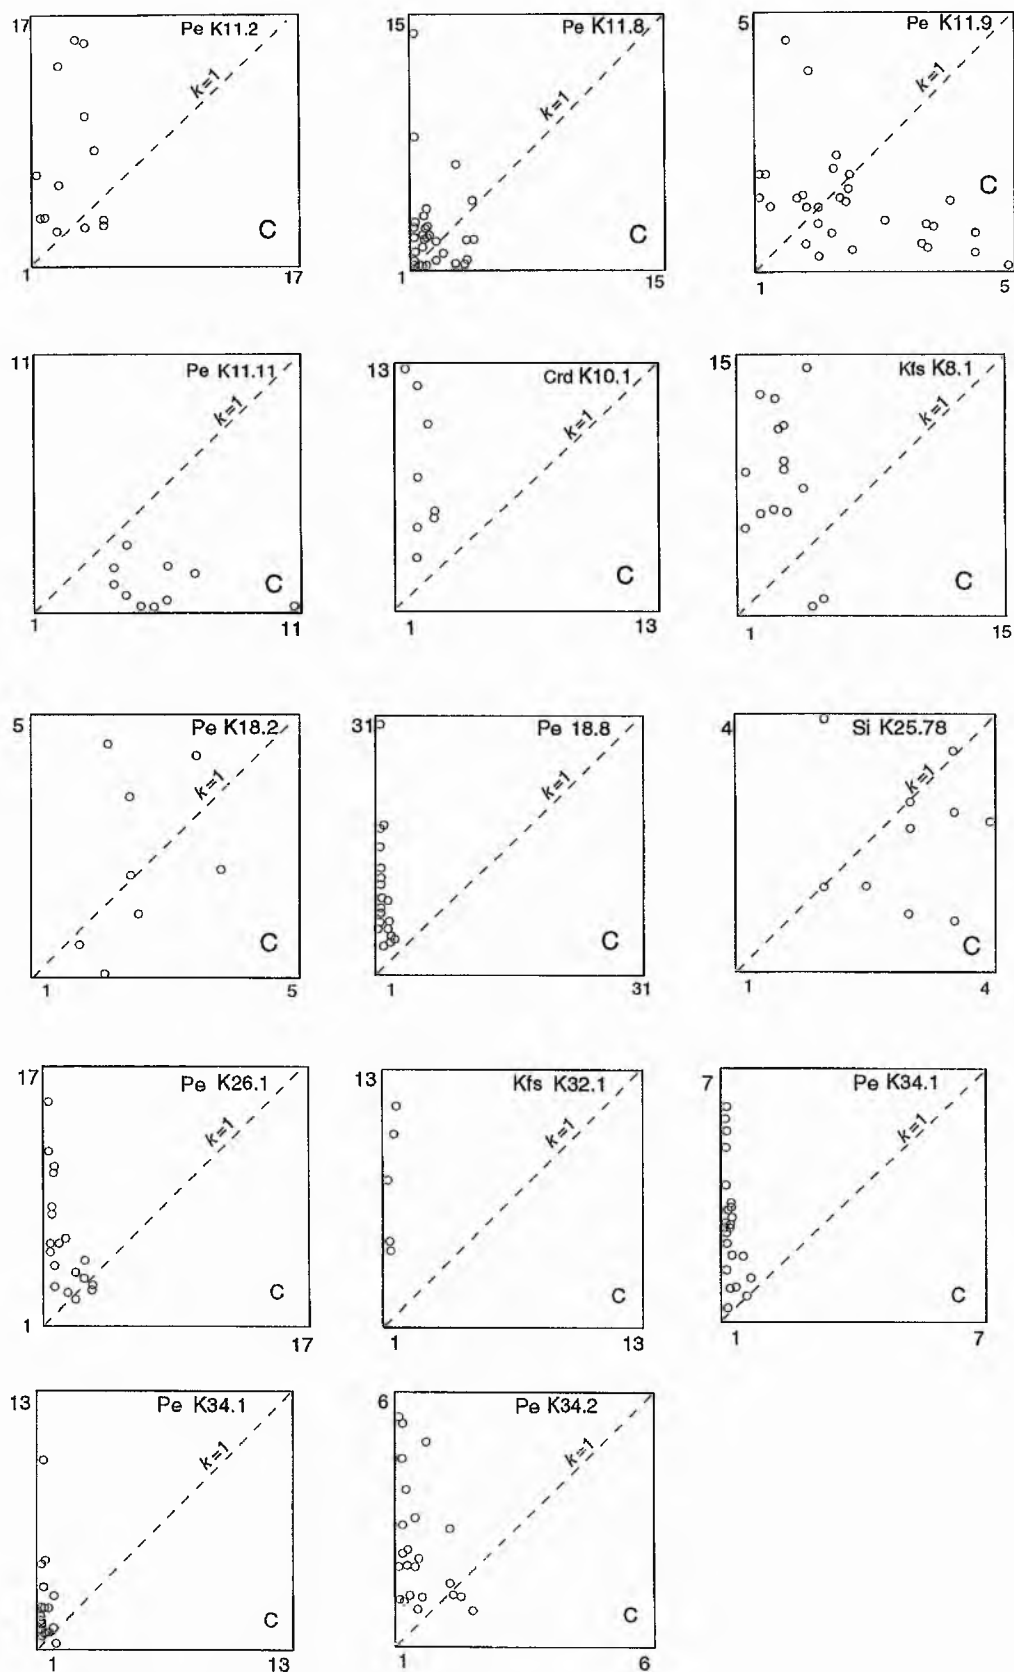 17
Pe K11.2
k=1
C
1
17
15
Pe K11.8
k=1
C
1
15
5
Pe K11.9
k=1
C
1
5
11
Pe K11.11
k=1
C
1
11
13
Crd K10.1
k=1
C
1
13
15
Kfs K8.1
k=1
C
1
15
5
Pe K18.2
k=1
C
1
5
31
Pe 18.8
k=1
C
1
31
4
Si K25.78
k=1
C
1
4
17
Pe K26.1
k=1
C
1
17
13
Kfs K32.1
k=1
C
1
13
7
Pe K34.1
k=1
C
1
7
13
Pe K34.1
k=1
C
1
13
6
Pe K34.2
k=1
C
1
6